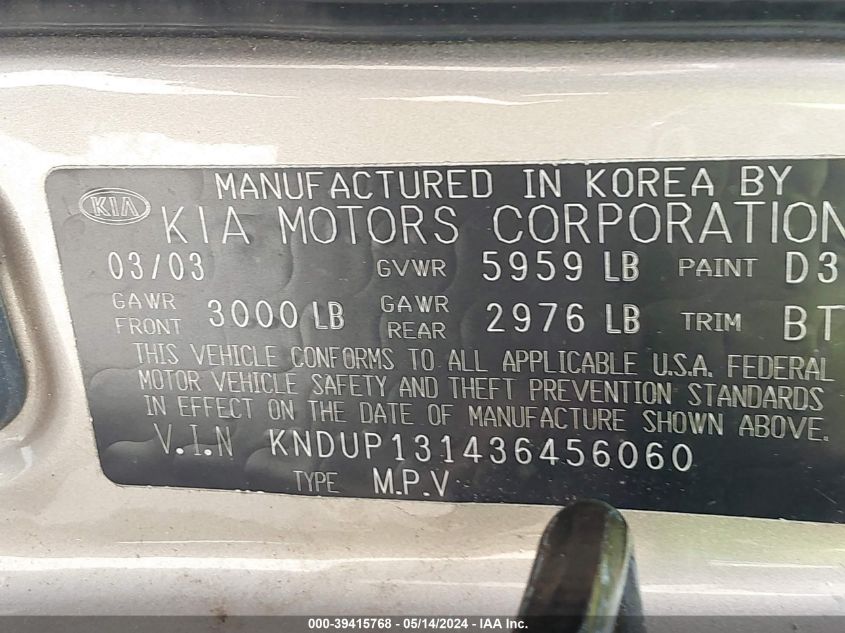 MANUFACTURED IN KOREA BY
KIA KIA MOTORS CORPORATION
03/03 GVWR 5959 LB PAINT D3
GAWR FRONT 3000 LB GAWR REAR 2976 LB TRIM BT
THIS VEHICLE CONFORMS TO ALL APPLICABLE U.S.A. FEDERAL
MOTOR VEHICLE SAFETY AND THEFT PREVENTION STANDARDS
IN EFFECT ON THE DATE OF MANUFACTURE SHOWN ABOVE.
V.I.N KNDUP131436456060
TYPE M.P.V
000-39415768 - 05/14/2024 - IAA Inc.